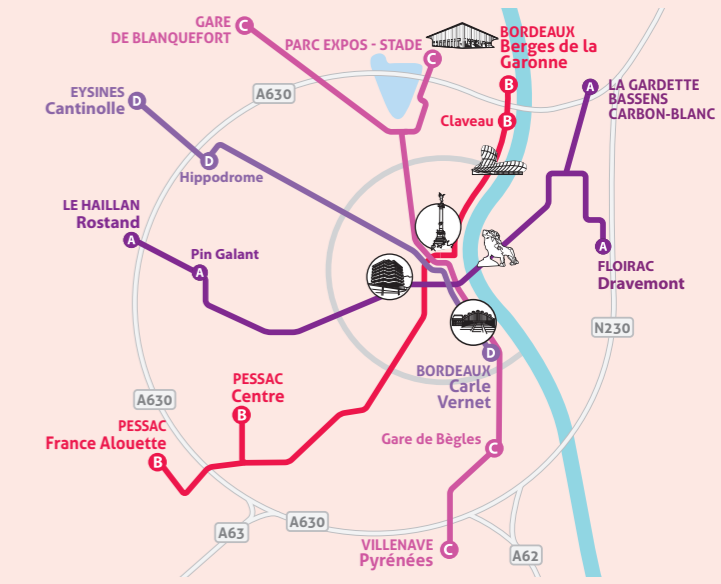 GARE
DE BLANQUEFORT
C
PARC EXPOS - STADE
C
BORDEAUX
Berges de la
Garonne
B
EYSINES
Cantinolle
D
A630
Claveau
B
A
LA GARDETTE
BASSENS
CARBON-BLANC
D
Hippodrome
LE HAILLAN
Rostand
A
Pin Galant
A
A
FLOIRAC
Dravemont
N230
D
BORDEAUX
Carle
Vernet
A630
PESSAC
Centre
B
PESSAC
France Alouette
B
Gare de Bègles
C
A63
A630
VILLENAVE
Pyrénées
C
A62